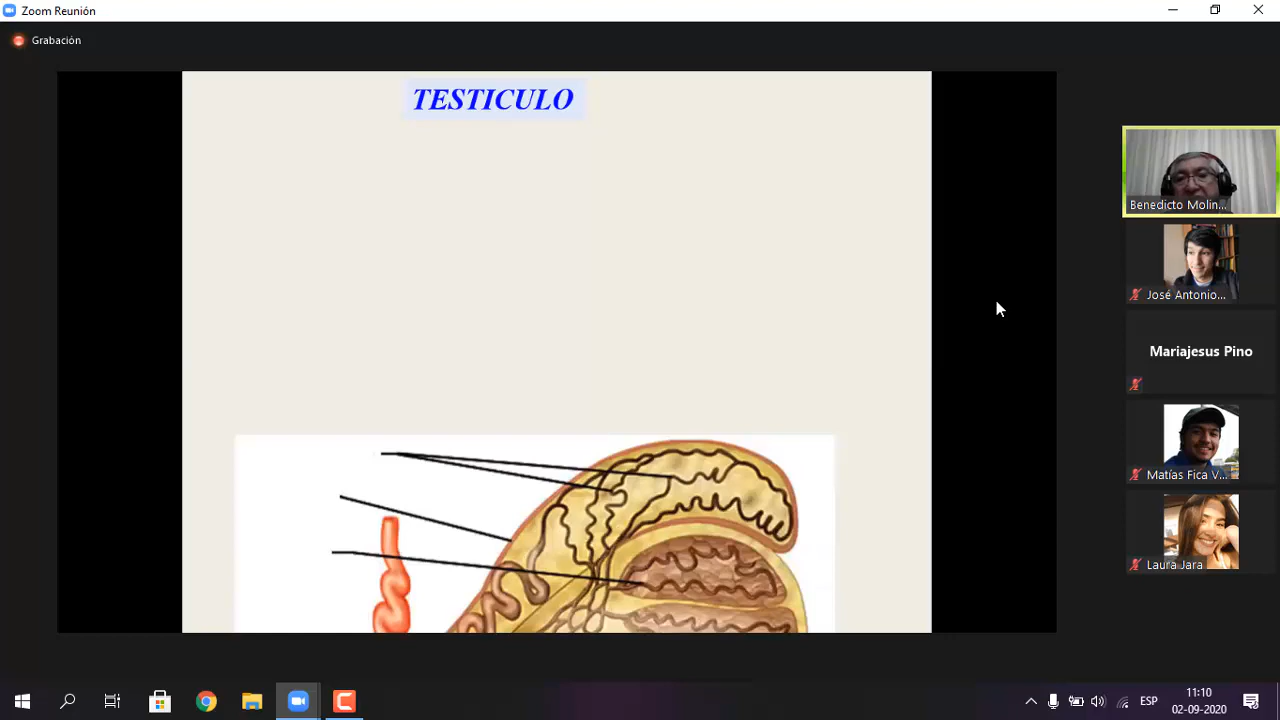 Zoom Reunión
Grabación
TESTICULO
Benedicto Molin...
José Antonio...
Mariajesus Pino
Matías Fica V...
Laura Jara
ESP
11:10
02-09-2020